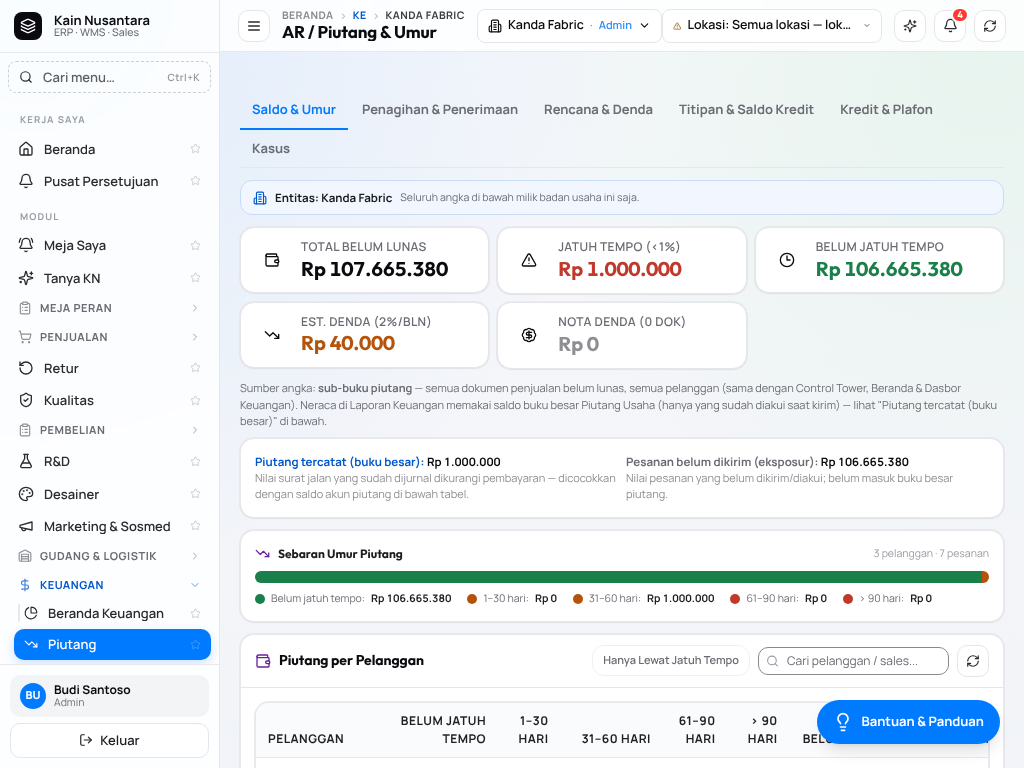 Kain Nusantara
ERP · WMS · Sales
Cari menu... Ctrl+K
KERJA SAYA
Beranda
Pusat Persetujuan
MODUL
Meja Saya
Tanya KN
MEJA PERAN
PENJUALAN
Retur
Kualitas
PEMBELIAN
R&D
Desainer
Marketing & Sosmed
GUDANG & LOGISTIK
KEUANGAN
Beranda Keuangan
Piutang
BU
Budi Santoso
Admin
Keluar
BERANDA > KE > KANDA FABRIC
AR / Piutang & Umur
Kanda Fabric · Admin
Lokasi: Semua lokasi — lok...
4
Saldo & Umur
Penagihan & Penerimaan
Rencana & Denda
Titipan & Saldo Kredit
Kredit & Plafon
Kasus
Entitas: Kanda Fabric Seluruh angka di bawah milik badan usaha ini saja.
TOTAL BELUM LUNAS
Rp 107.665.380
JATUH TEMPO (<1%)
Rp 1.000.000
BELUM JATUH TEMPO
Rp 106.665.380
EST. DENDA (2%/BLN)
Rp 40.000
NOTA DENDA (0 DOK)
Rp 0
Sumber angka: sub-buku piutang — semua dokumen penjualan belum lunas, semua pelanggan (sama dengan Control Tower, Beranda & Dasbor
Keuangan). Neraca di Laporan Keuangan memakai saldo buku besar Piutang Usaha (hanya yang sudah diakui saat kirim) — lihat "Piutang tercatat (buku
besar)" di bawah.
Piutang tercatat (buku besar): Rp 1.000.000
Nilai surat jalan yang sudah dijurnal dikurangi pembayaran — dicocokkan
dengan saldo akun piutang di bawah tabel.
Pesanan belum dikirim (eksposur): Rp 106.665.380
Nilai pesanan yang belum dikirim/diakui; belum masuk buku besar
piutang.
Sebaran Umur Piutang
3 pelanggan · 7 pesanan
Belum jatuh tempo: Rp 106.665.380
1–30 hari: Rp 0
31–60 hari: Rp 1.000.000
61–90 hari: Rp 0
> 90 hari: Rp 0
Piutang per Pelanggan
Hanya Lewat Jatuh Tempo
Cari pelanggan / sales...
PELANGGAN
BELUM JATUH
TEMPO
1–30
HARI
31–60 HARI
61–90
HARI
> 90
HARI
Bantuan & Panduan